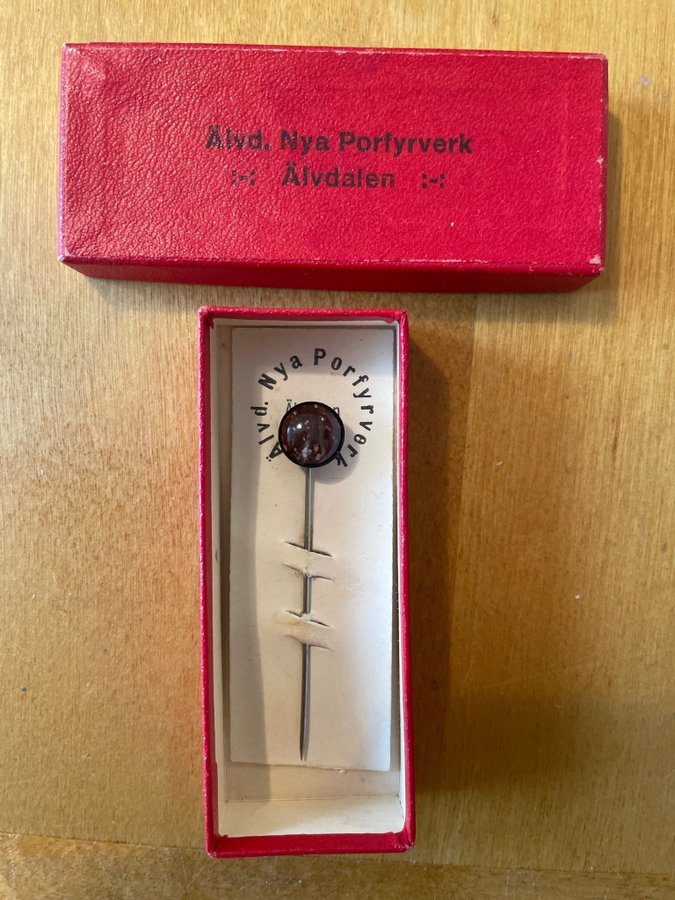 Älvd. Nya Porfyrverk
:-: Älvdalen :-:
Älvd. Nya Porfyrverk